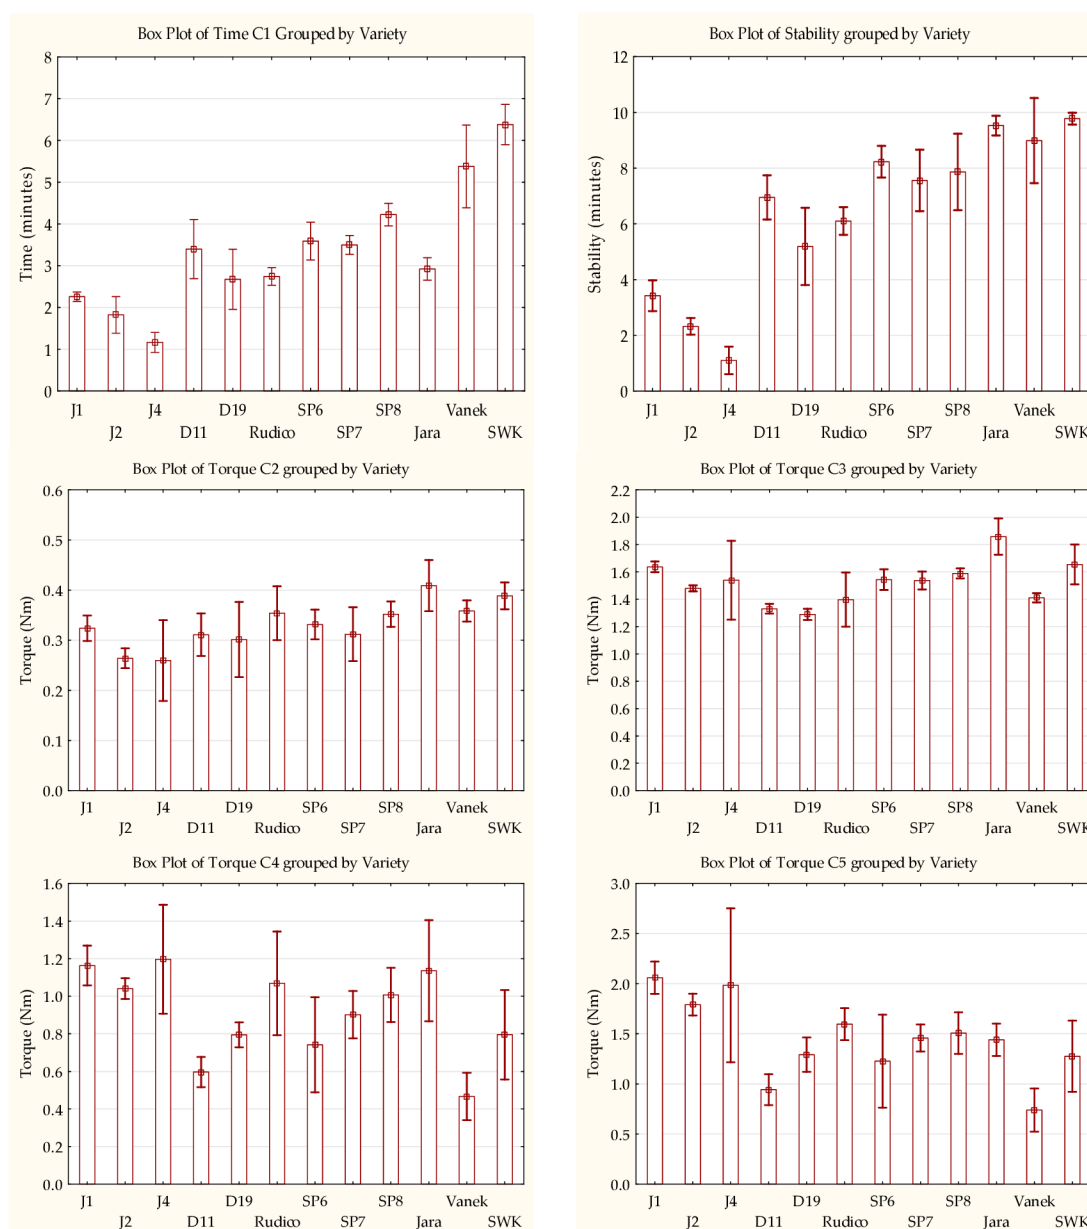 Box Plot of Time C1 Grouped by Variety
Time (minutes)
8
7
6
5
4
3
2
1
0
J1 J4 D19 SP6 SP8 Vanek
J2 D11 Rudico SP7 Jara SWK
Box Plot of Stability grouped by Variety
Stability (minutes)
12
10
8
6
4
2
0
J1 J4 D19 SP6 SP8 Vanek
J2 D11 Rudico SP7 Jara SWK
Box Plot of Torque C2 grouped by Variety
Torque (Nm)
0.6
0.5
0.4
0.3
0.2
0.1
0.0
J1 J4 D19 SP6 SP8 Vanek
J2 D11 Rudico SP7 Jara SWK
Box Plot of Torque C3 grouped by Variety
Torque (Nm)
2.2
2.0
1.8
1.6
1.4
1.2
1.0
0.8
0.6
0.4
0.2
0.0
J1 J4 D19 SP6 SP8 Vanek
J2 D11 Rudico SP7 Jara SWK
Box Plot of Torque C4 grouped by Variety
Torque (Nm)
1.6
1.4
1.2
1.0
0.8
0.6
0.4
0.2
0.0
J1 J4 D19 SP6 SP8 Vanek
J2 D11 Rudico SP7 Jara SWK
Box Plot of Torque C5 grouped by Variety
Torque (Nm)
3.0
2.5
2.0
1.5
1.0
0.5
0.0
J1 J4 D19 SP6 SP8 Vanek
J2 D11 Rudico SP7 Jara SWK